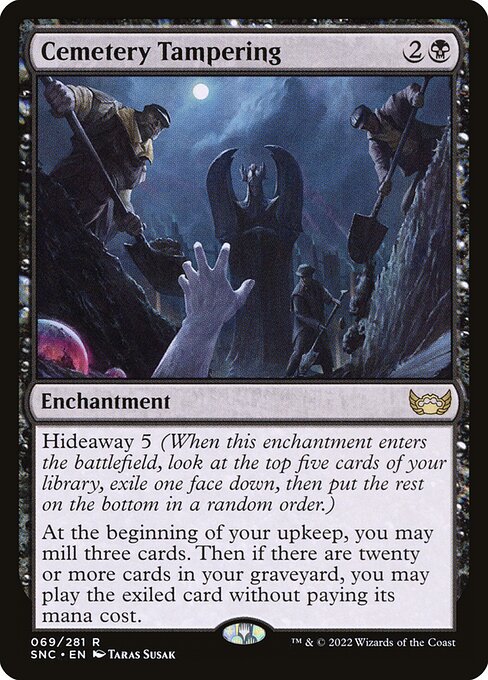 Cemetery Tampering 2
Enchantment
Hideaway 5 (When this enchantment enters
the battlefield, look at the top five cards of your
library, exile one face down, then put the rest
on the bottom in a random order.)
At the beginning of your upkeep, you may
mill three cards. Then if there are twenty
or more cards in your graveyard, you may
play the exiled card without paying its
mana cost.
069/281 R
SNC • EN Taras Susak
™ & © 2022 Wizards of the Coast